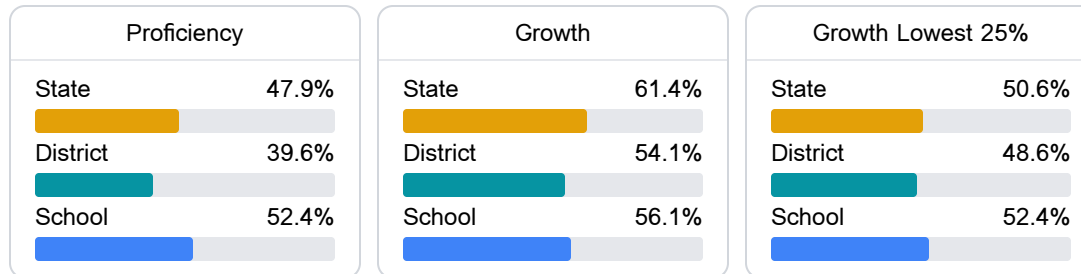 Proficiency
State 47.9%
District 39.6%
School 52.4%
Growth
State 61.4%
District 54.1%
School 56.1%
Growth Lowest 25%
State 50.6%
District 48.6%
School 52.4%